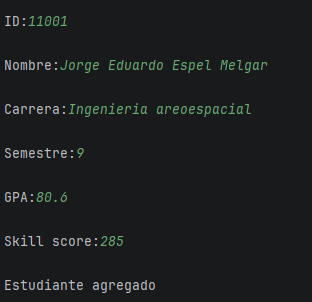 ID:11001
Nombre:Jorge Eduardo Espel Melgar
Carrera:Ingenieria areoespacial
Semestre:9
GPA:80.6
Skill score:285
Estudiante agregado